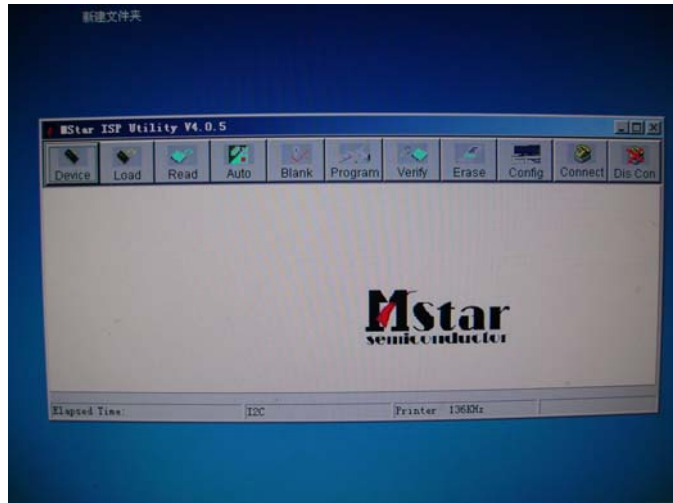 新建文件夹
MStar ISP Utility V4.0.5
Device Load Read Auto Blank Program Verify Erase Config Connect Dis Con
MStar
semiconductor
Elapsed Time: I2C Printer 136KHz